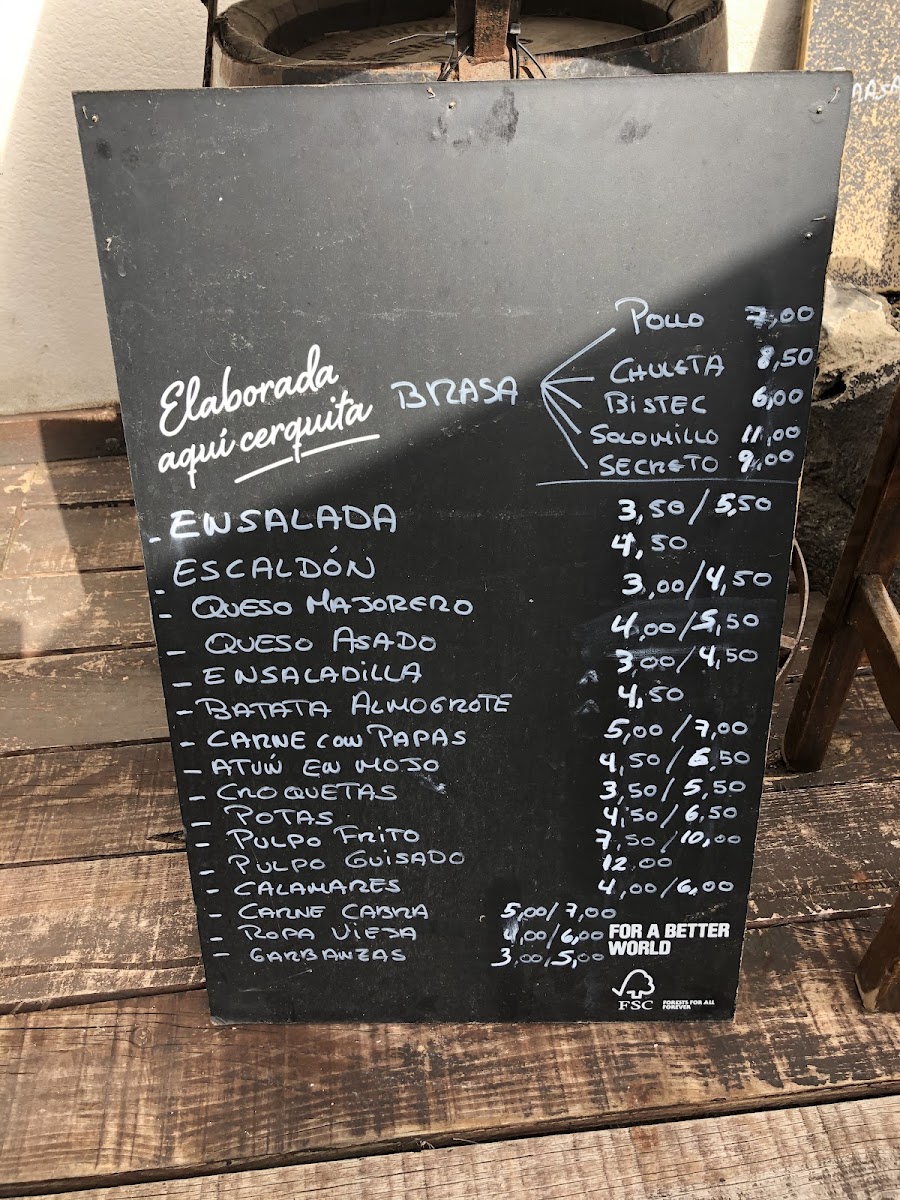 Elaborada
aquí cerquita
BRASA
POLLO 7,00
CHULETA 8,50
BISTEC 6,00
SOLOMILLO 11,00
SECRETO 9,00
- ENSALADA 3,50 / 5,50
- ESCALDÓN 4,50
- QUESO MAJORERO 3,00/4,50
- QUESO ASADO 4,00/5,50
- ENSALADILLA 3,00/4,50
- BATATA ALMOGROTE 4,50
- CARNE CON PAPAS 5,00/7,00
- ATÚN EN MOJO 4,50/6,50
- CROQUETAS 3,50/5,50
- POTAS 4,50/6,50
- PULPO FRITO 7,50/10,00
- PULPO GUISADO 12,00
- CALAMARES 4,00/6,00
- CARNE CABRA 5,00/7,00
- ROPA VIEJA 4,00/6,00
- GARBANZAS 3,00/5,00
FOR A BETTER
WORLD
FSC
FORESTS FOR ALL
FOREVER